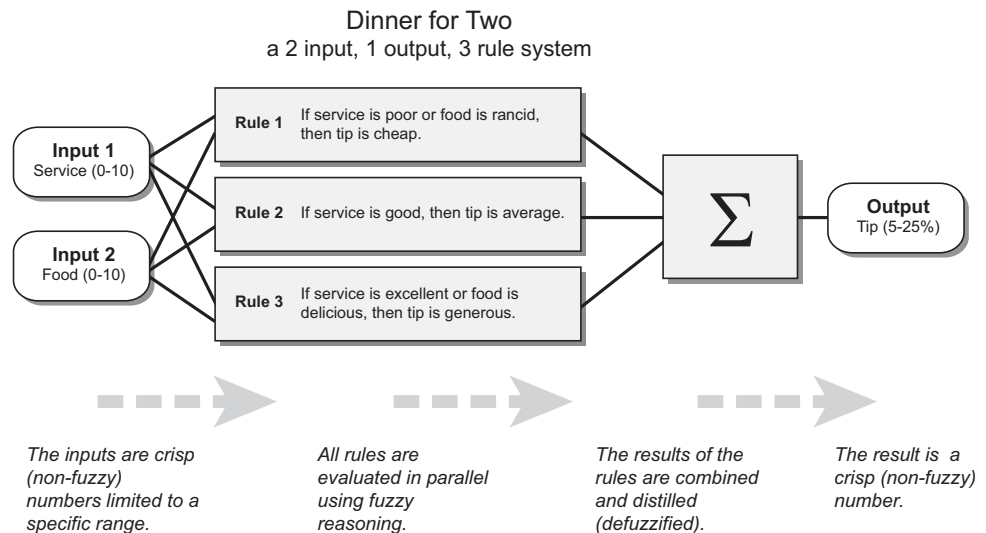 Dinner for Two
a 2 input, 1 output, 3 rule system
Input 1
Service (0-10)
Input 2
Food (0-10)
Rule 1
If service is poor or food is rancid,
then tip is cheap.
Rule 2
If service is good, then tip is average.
Rule 3
If service is excellent or food is
delicious, then tip is generous.
Σ
Output
Tip (5-25%)
The inputs are crisp
(non-fuzzy)
numbers limited to a
specific range.
All rules are
evaluated in parallel
using fuzzy
reasoning.
The results of the
rules are combined
and distilled
(defuzzified).
The result is a
crisp (non-fuzzy)
number.